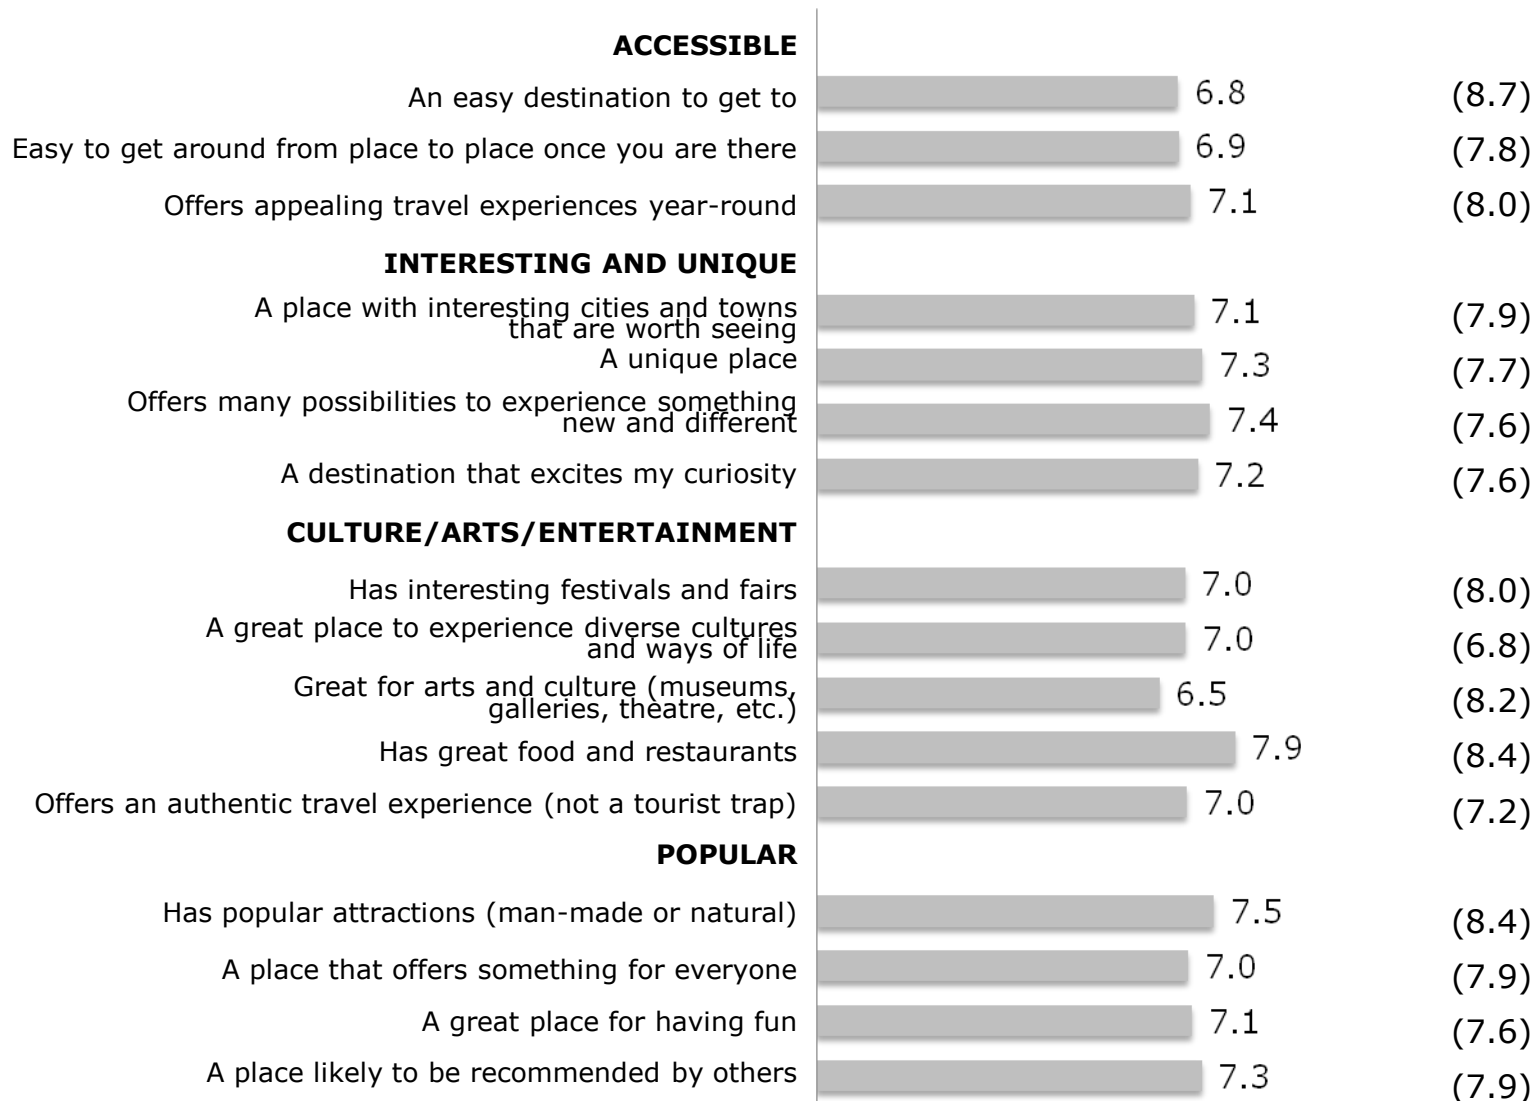 ACCESSIBLE
An easy destination to get to 6.8 (8.7)
Easy to get around from place to place once you are there 6.9 (7.8)
Offers appealing travel experiences year-round 7.1 (8.0)
INTERESTING AND UNIQUE
A place with interesting cities and towns
that are worth seeing 7.1 (7.9)
A unique place 7.3 (7.7)
Offers many possibilities to experience something
new and different 7.4 (7.6)
A destination that excites my curiosity 7.2 (7.6)
CULTURE/ARTS/ENTERTAINMENT
Has interesting festivals and fairs 7.0 (8.0)
A great place to experience diverse cultures
and ways of life 7.0 (6.8)
Great for arts and culture (museums,
galleries, theatre, etc.) 6.5 (8.2)
Has great food and restaurants 7.9 (8.4)
Offers an authentic travel experience (not a tourist trap) 7.0 (7.2)
POPULAR
Has popular attractions (man-made or natural) 7.5 (8.4)
A place that offers something for everyone 7.0 (7.9)
A great place for having fun 7.1 (7.6)
A place likely to be recommended by others 7.3 (7.9)